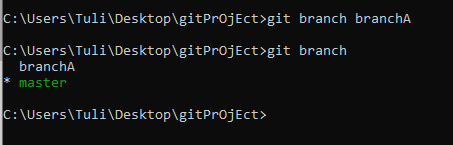 C:\Users\Tuli\Desktop\gitPrOjEct>git branch branchA
C:\Users\Tuli\Desktop\gitPrOjEct>git branch
  branchA
* master
C:\Users\Tuli\Desktop\gitPrOjEct>